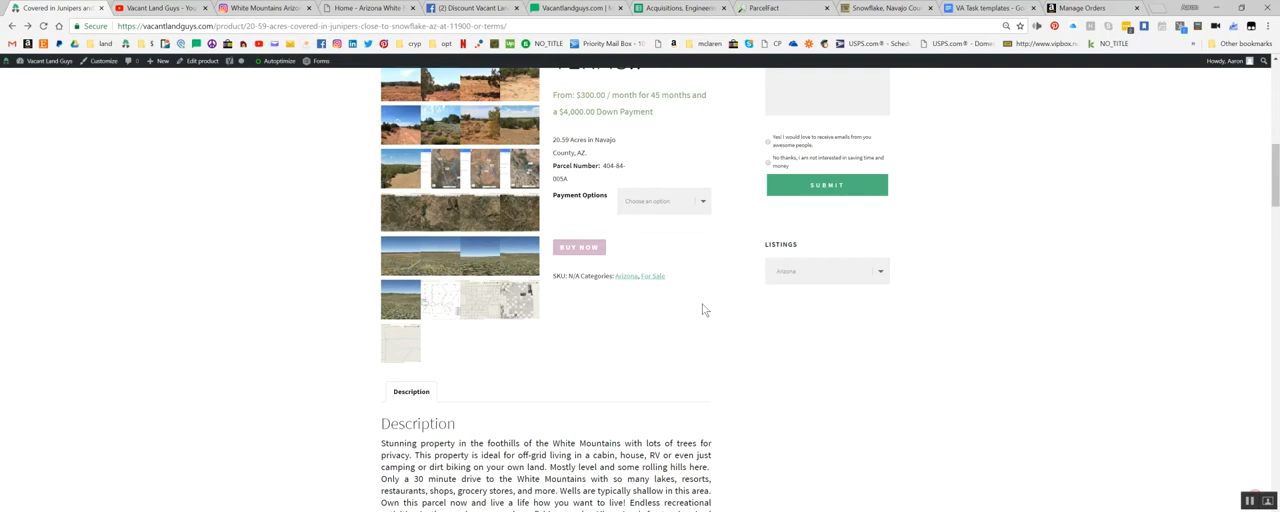 Covered in Junipers and
Vacant Land Guys - You
White Mountains Arizo
Home - Arizona White M
(2) Discount Vacant Lan
Vacantlandguys.com | M
Acquisitions, Engineers
ParcelFact
Snowflake, Navajo Cou
VA Task templates - Go
Manage Orders
Aaron
Secure | https://vacantlandguys.com/product/20-59-acres-covered-in-junipers-close-to-snowflake-az-at-11900-or-terms/
land
$
cryp
opt
NO_TITLE
Priority Mail Box - 10
mclaren
CP
USPS.com® - Sched
USPS.com® - Domes
http://www.vipbox.n
NO_TITLE
Other bookmarks
Vacant Land Guys
Customize
0
New
Edit product
Autoptimize
Forms
Howdy, Aaron
From: $300.00 / month for 45 months and
a $4,000.00 Down Payment
20.59 Acres in Navajo
County, AZ.
Parcel Number: 404-84-
005A
Payment Options
Choose an option
BUY NOW
SKU: N/A Categories: Arizona, For Sale
Yes! I would love to receive emails from you
awesome people.
No thanks, I am not interested in saving time and
money
SUBMIT
LISTINGS
Arizona
Description
Description
Stunning property in the foothills of the White Mountains with lots of trees for
privacy. This property is ideal for off-grid living in a cabin, house, RV or even just
camping or dirt biking on your own land. Mostly level and some rolling hills here.
Only a 30 minute drive to the White Mountains with so many lakes, resorts,
restaurants, shops, grocery stores, and more. Wells are typically shallow in this area.
Own this parcel now and live a life how you want to live! Endless recreational